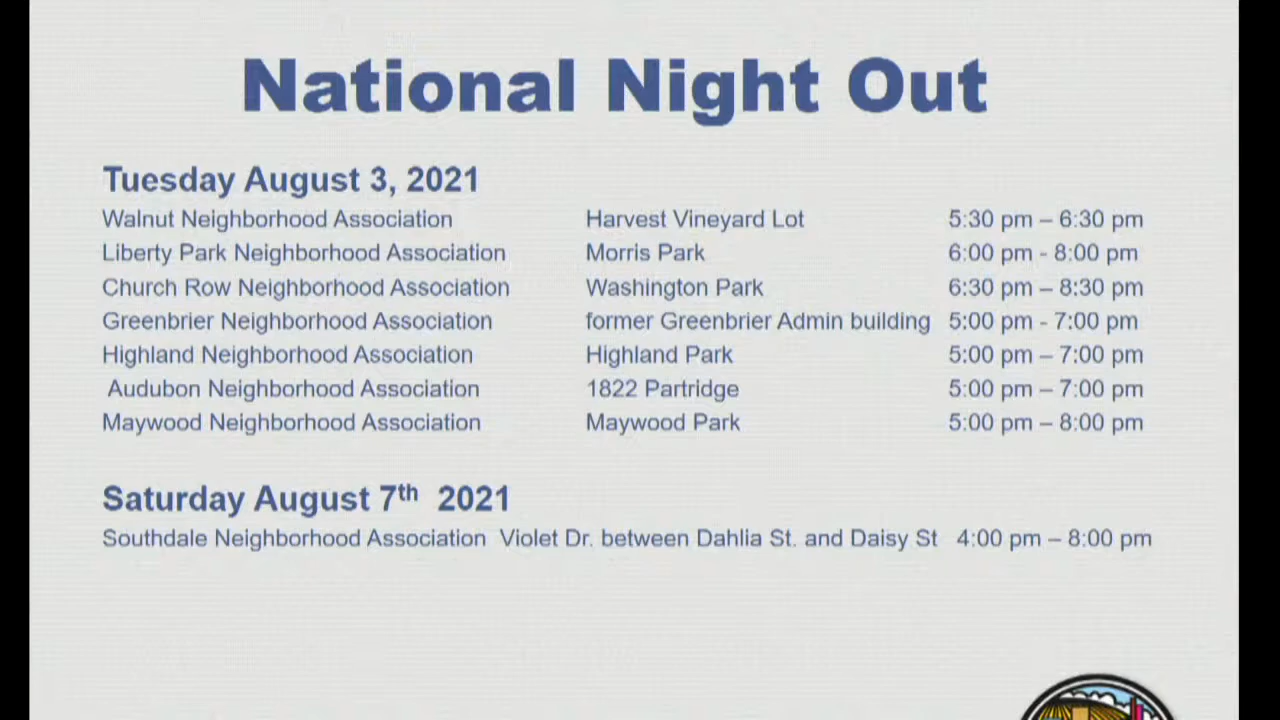 National Night Out
Tuesday August 3, 2021
Walnut Neighborhood Association Harvest Vineyard Lot 5:30 pm – 6:30 pm
Liberty Park Neighborhood Association Morris Park 6:00 pm - 8:00 pm
Church Row Neighborhood Association Washington Park 6:30 pm – 8:30 pm
Greenbrier Neighborhood Association former Greenbrier Admin building 5:00 pm - 7:00 pm
Highland Neighborhood Association Highland Park 5:00 pm – 7:00 pm
Audubon Neighborhood Association 1822 Partridge 5:00 pm – 7:00 pm
Maywood Neighborhood Association Maywood Park 5:00 pm – 8:00 pm
Saturday August 7th 2021
Southdale Neighborhood Association Violet Dr. between Dahlia St. and Daisy St 4:00 pm – 8:00 pm